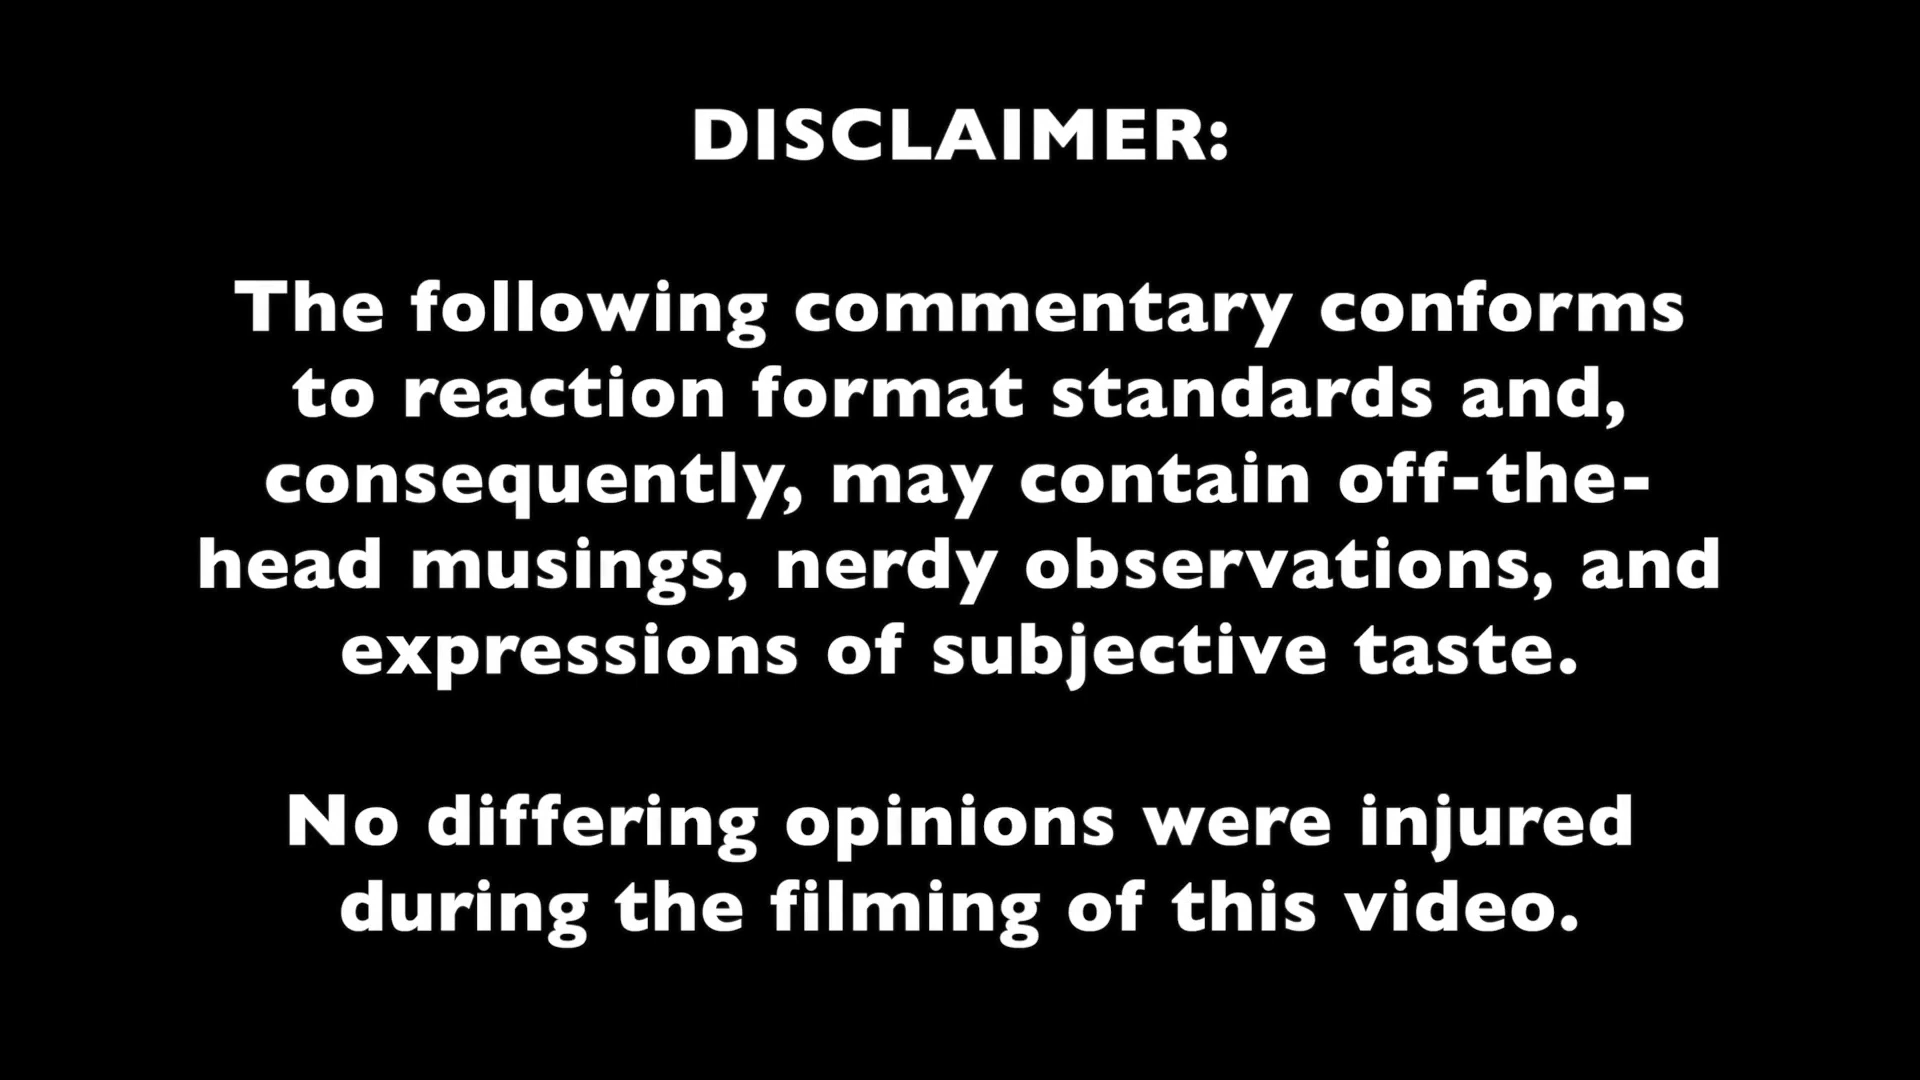 DISCLAIMER:
The following commentary conforms
to reaction format standards and,
consequently, may contain off-the-
head musings, nerdy observations, and
expressions of subjective taste.
No differing opinions were injured
during the filming of this video.